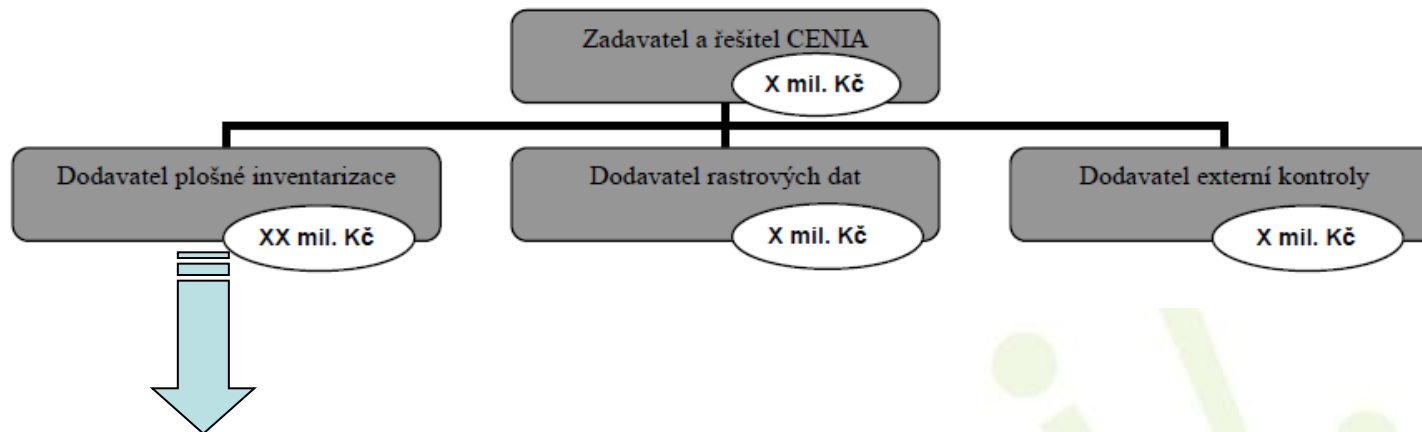 Zadavatel a řešitel CENIA
X mil. Kč
Dodavatel plošné inventarizace
XX mil. Kč
Dodavatel rastrových dat
X mil. Kč
Dodavatel externí kontroly
X mil. Kč